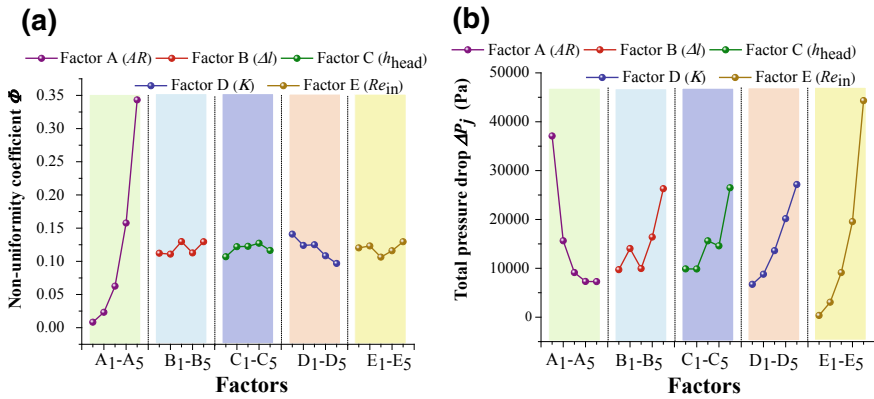 (a)
Factor A (AR) Factor B (Δl) Factor C (hhead)
Factor D (K) Factor E (Rein)
Non-uniformity coefficient Φ
0.35
0.30
0.25
0.20
0.15
0.10
0.05
0.00
A1-A5 B1-B5 C1-C5 D1-D5 E1-E5
Factors
(b)
Factor A (AR) Factor B (Δl) Factor C (hhead)
Factor D (K) Factor E (Rein)
Total pressure drop ΔPj (Pa)
50000
40000
30000
20000
10000
0
A1-A5 B1-B5 C1-C5 D1-D5 E1-E5
Factors